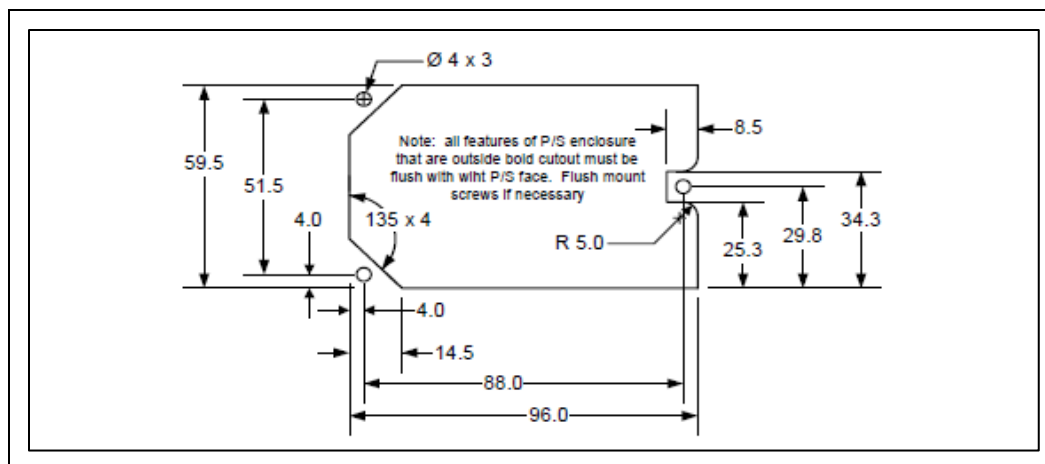 Ø 4 x 3
8.5
Note: all features of P/S enclosure
that are outside bold cutout must be
flush with wiht P/S face. Flush mount
screws if necessary
59.5
51.5
4.0
135 x 4
R 5.0
25.3
29.8
34.3
4.0
14.5
88.0
96.0